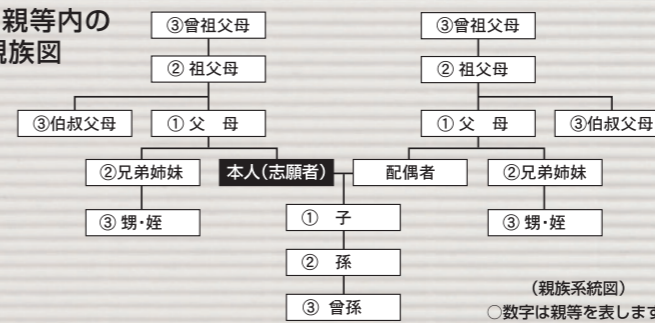 親等内の
親族図
③曾祖父母
③曾祖父母
② 祖父母
② 祖父母
③伯叔父母
① 父 母
① 父 母
③伯叔父母
②兄弟姉妹
本人(志願者)
配偶者
②兄弟姉妹
③ 甥・姪
① 子
③ 甥・姪
② 孫
③ 曾孫
(親族系統図)
○数字は親等を表します